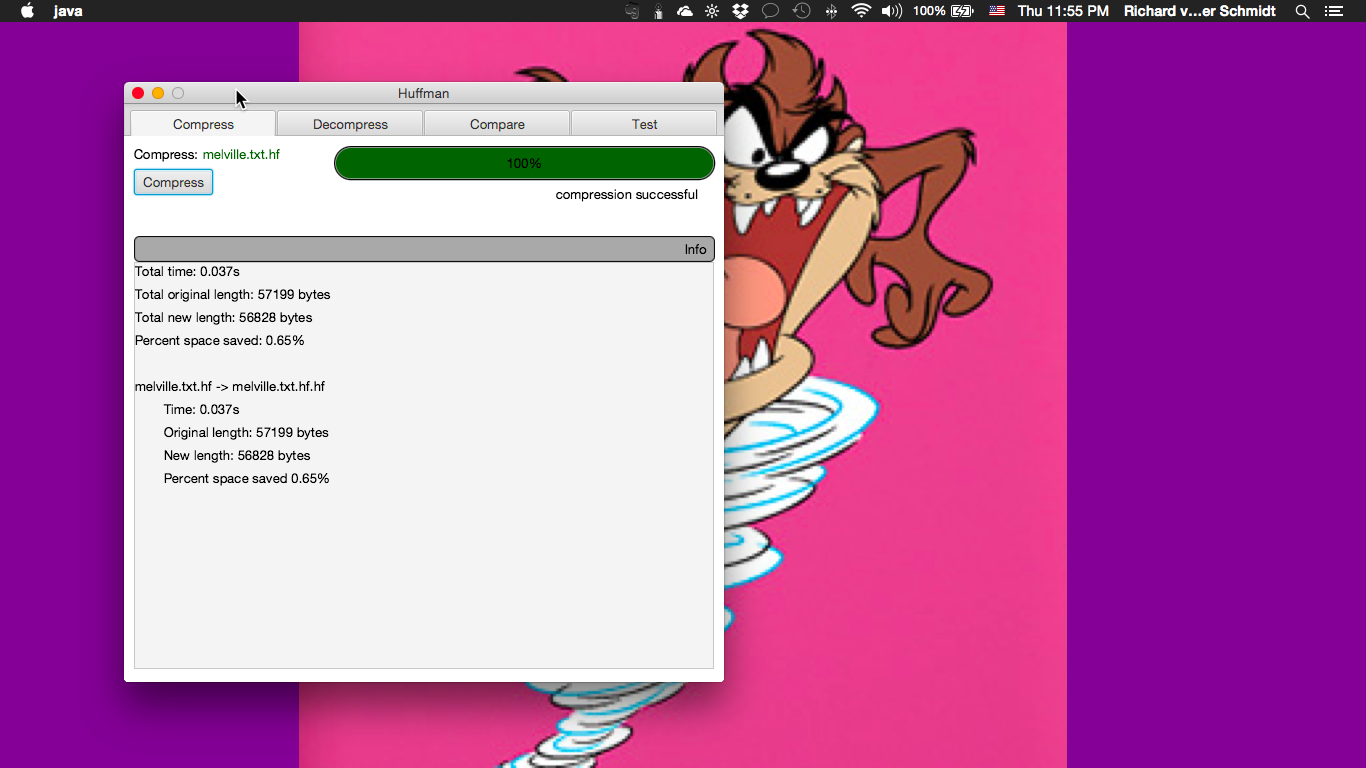 java
100%
Thu 11:55 PM
Richard v...er Schmidt
Huffman
Compress
Decompress
Compare
Test
Compress: melville.txt.hf
100%
Compress
compression successful
Info
Total time: 0.037s
Total original length: 57199 bytes
Total new length: 56828 bytes
Percent space saved: 0.65%
melville.txt.hf -> melville.txt.hf.hf
Time: 0.037s
Original length: 57199 bytes
New length: 56828 bytes
Percent space saved 0.65%